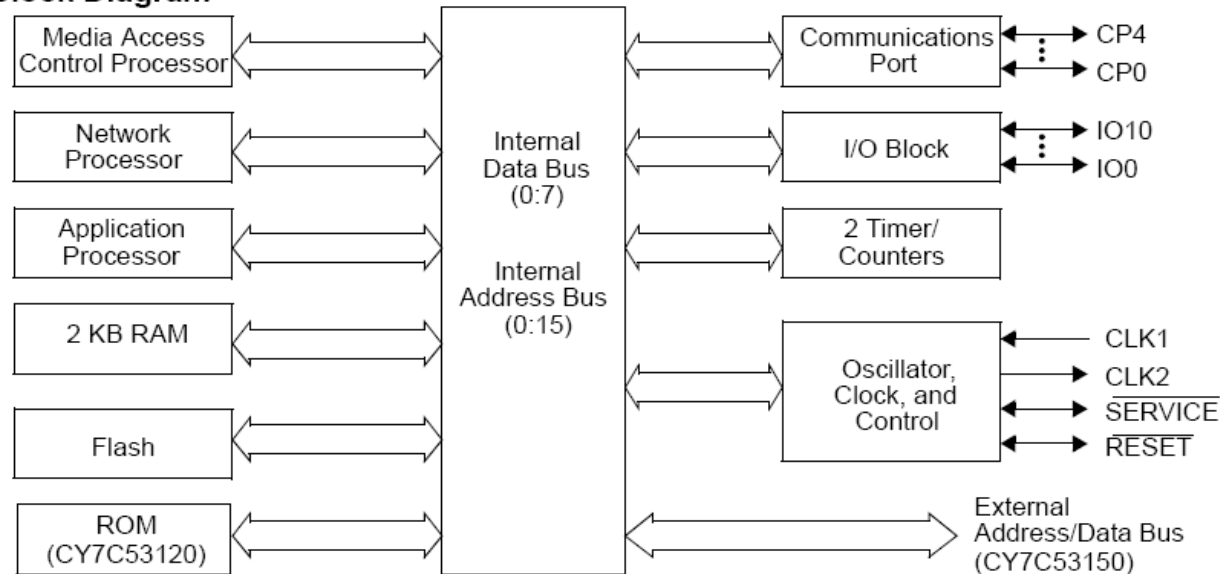 Block Diagram
Media Access
Control Processor
Network
Processor
Application
Processor
2 KB RAM
Flash
ROM
(CY7C53120)
Internal
Data Bus
(0:7)
Internal
Address Bus
(0:15)
Communications
Port
CP4
CP0
I/O Block
IO10
IO0
2 Timer/
Counters
Oscillator,
Clock, and
Control
CLK1
CLK2
SERVICE
RESET
External
Address/Data Bus
(CY7C53150)